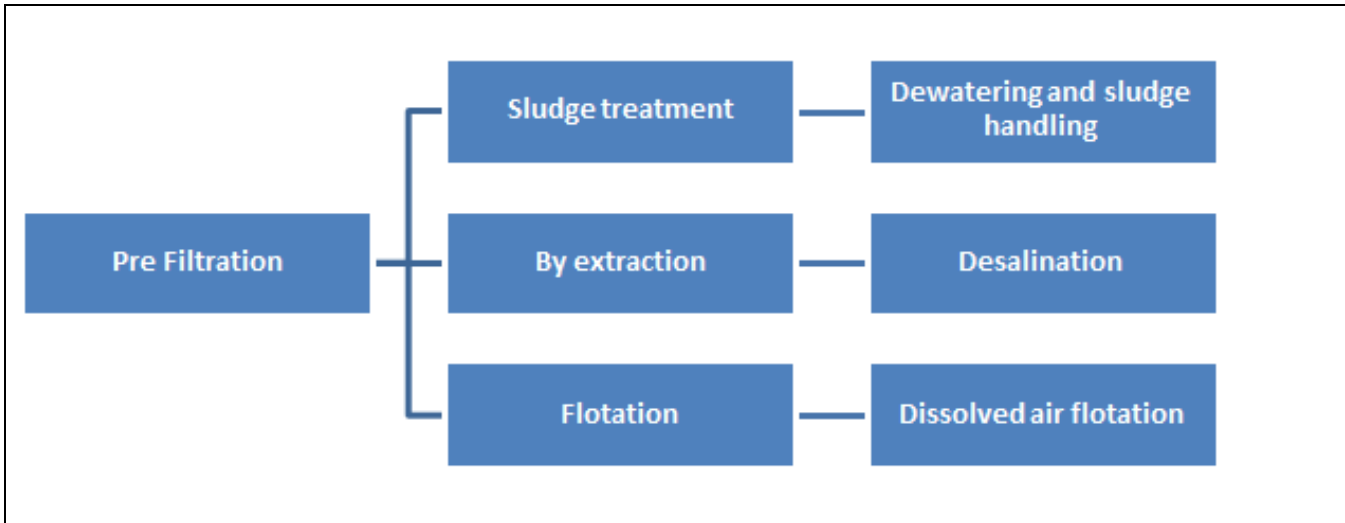 Sludge treatment
Dewatering and sludge
handling
Pre Filtration
By extraction
Desalination
Flotation
Dissolved air flotation